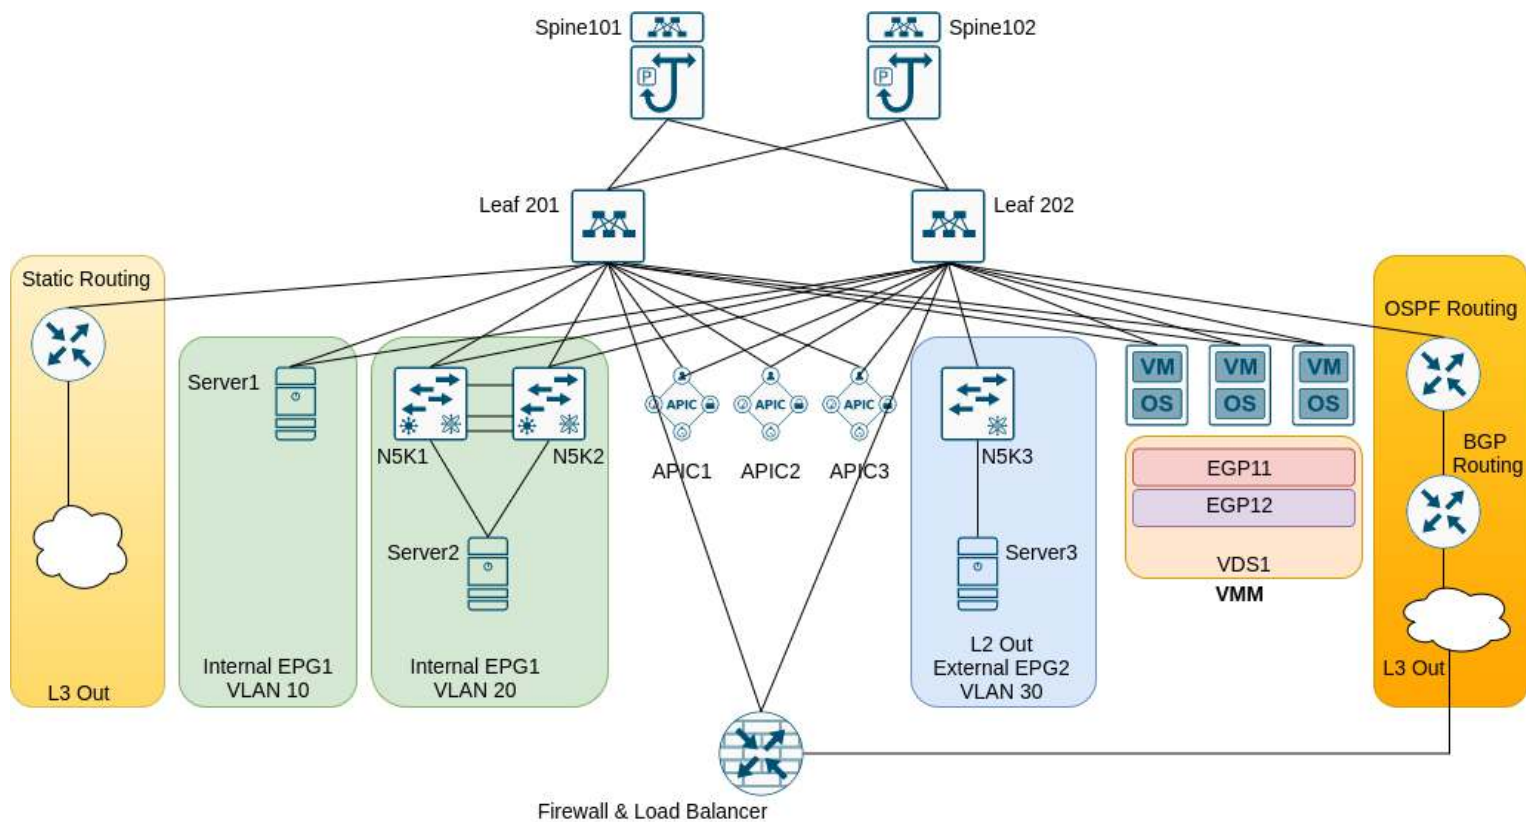 Spine101
Spine102
P
P
Leaf 201
Leaf 202
Static Routing
OSPF Routing
Server1
VM
VM
VM
OS
OS
OS
APIC
APIC
APIC
N5K1
N5K2
APIC1
APIC2
APIC3
N5K3
BGP
Routing
EGP11
EGP12
Server2
Server3
VDS1
VMM
L2 Out
Internal EPG1
VLAN 10
Internal EPG1
VLAN 20
External EPG2
VLAN 30
L3 Out
L3 Out
Firewall & Load Balancer